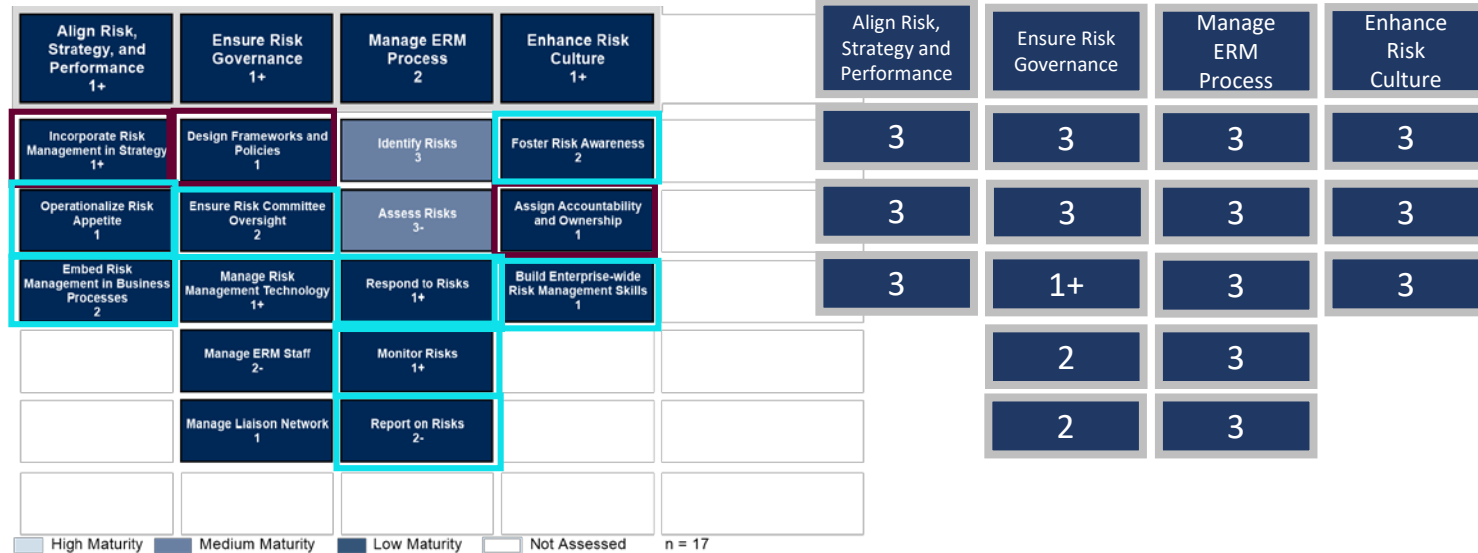 Align Risk,
Strategy, and
Performance
1+
Ensure Risk
Governance
1+
Manage ERM
Process
2
Enhance Risk
Culture
1+
Incorporate Risk
Management in Strategy
1+
Design Frameworks and
Policies
1
Identify Risks
3
Foster Risk Awareness
2
Operationalize Risk
Appetite
1
Ensure Risk Committee
Oversight
2
Assess Risks
3-
Assign Accountability
and Ownership
1
Embed Risk
Management in Business
Processes
2
Manage Risk
Management Technology
1+
Respond to Risks
1+
Build Enterprise-wide
Risk Management Skills
1
Manage ERM Staff
2-
Monitor Risks
1+
Manage Liaison Network
1
Report on Risks
2-
High Maturity
Medium Maturity
Low Maturity
Not Assessed
n = 17
Align Risk,
Strategy and
Performance
Ensure Risk
Governance
Manage
ERM
Process
Enhance
Risk
Culture
3
3
3
3
3
3
3
3
3
1+
3
3
2
3
2
3